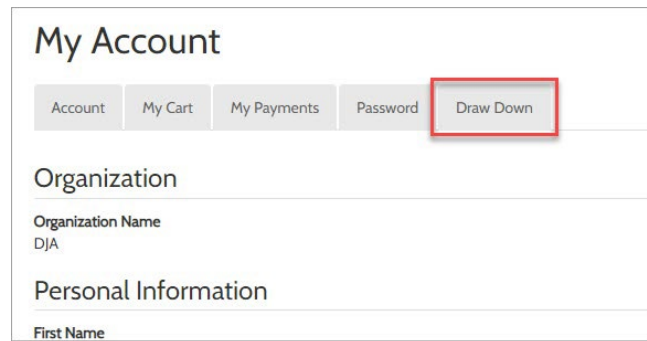 My Account
Account My Cart My Payments Password Draw Down
Organization
Organization Name
DJA
Personal Information
First Name